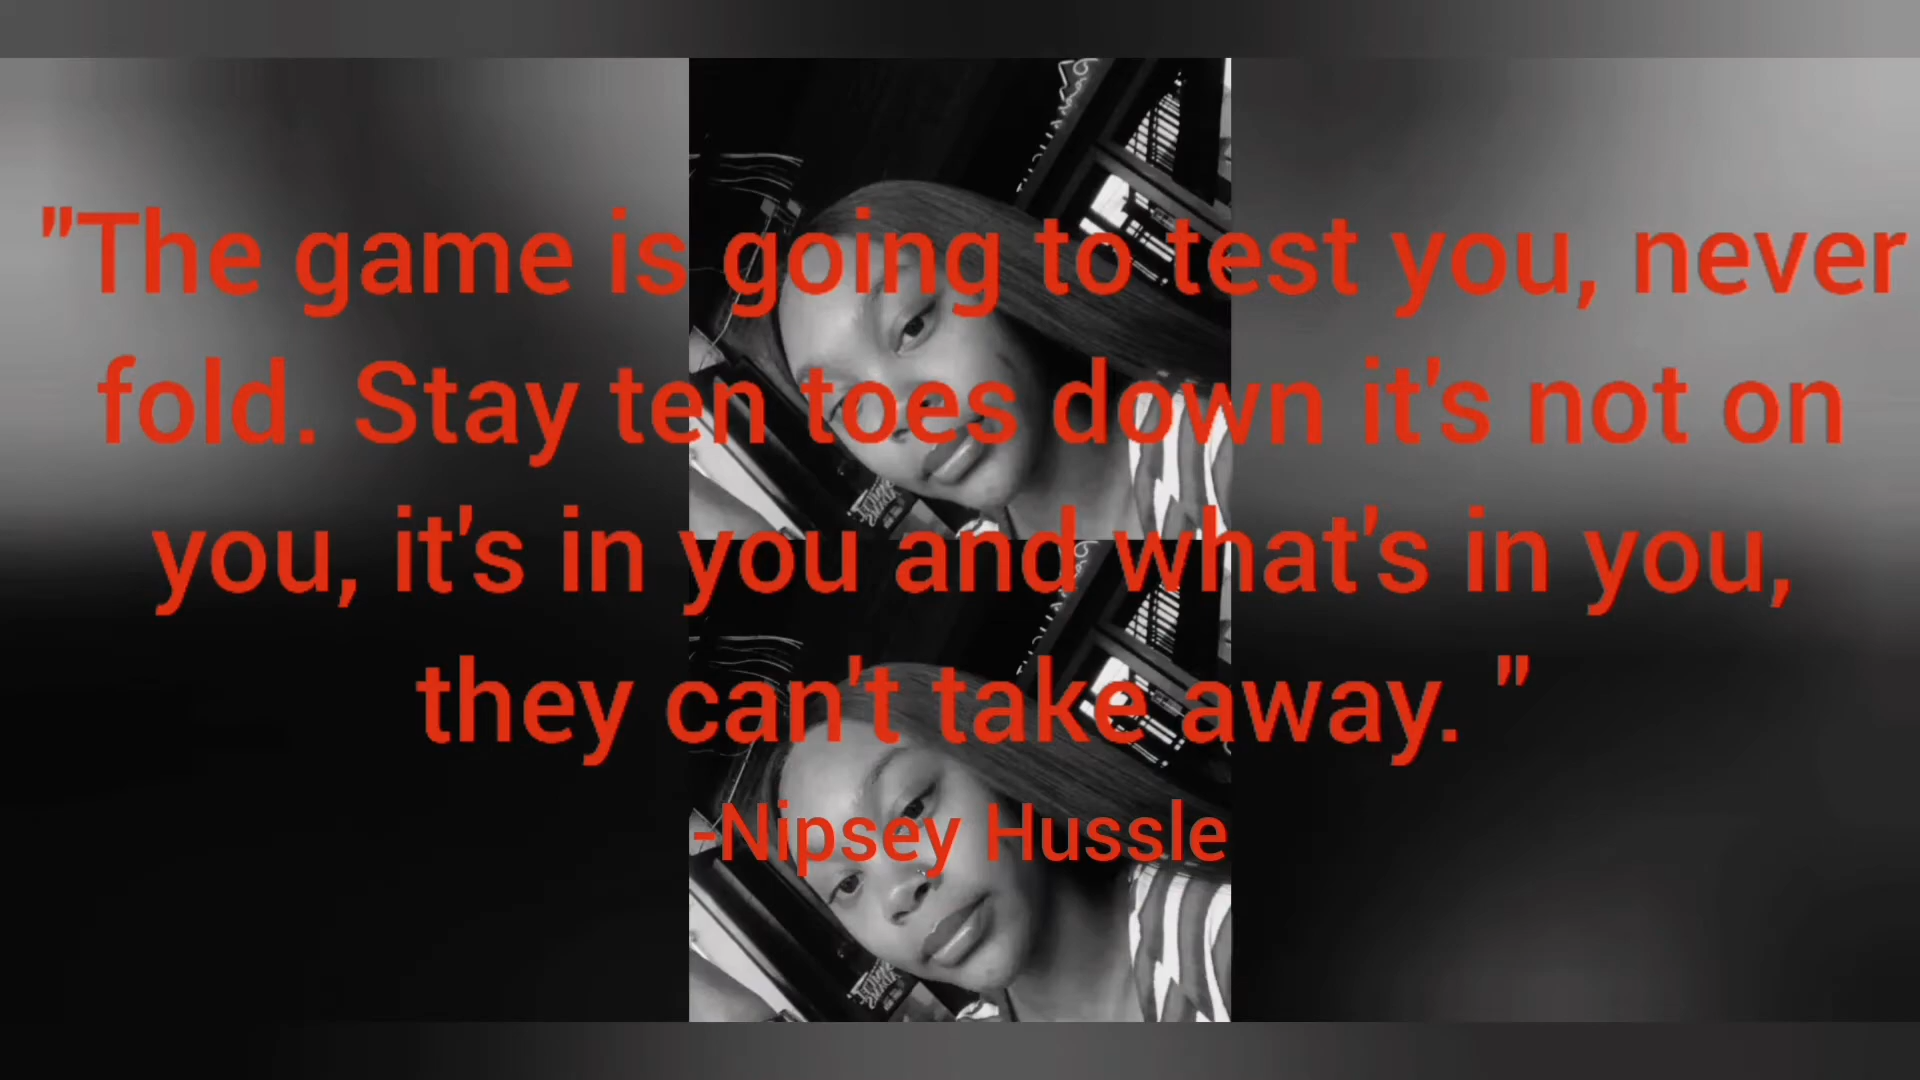 "The game is going to test you, never
fold. Stay ten toes down it's not on
you, it's in you and what's in you,
they can't take away. "
-Nipsey Hussle